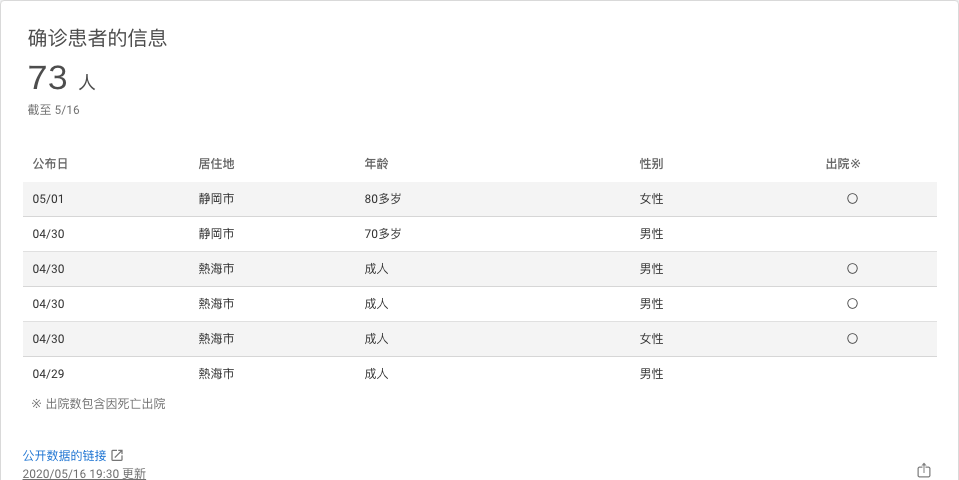 确诊患者的信息
73 人
截至 5/16
公布日 居住地 年龄 性别 出院※
05/01 静冈市 80多岁 女性 〇
04/30 静冈市 70多岁 男性
04/30 熱海市 成人 男性 〇
04/30 熱海市 成人 男性 〇
04/30 熱海市 成人 女性 〇
04/29 熱海市 成人 男性
※ 出院数包含因死亡出院
公开数据的链接
2020/05/16 19:30 更新